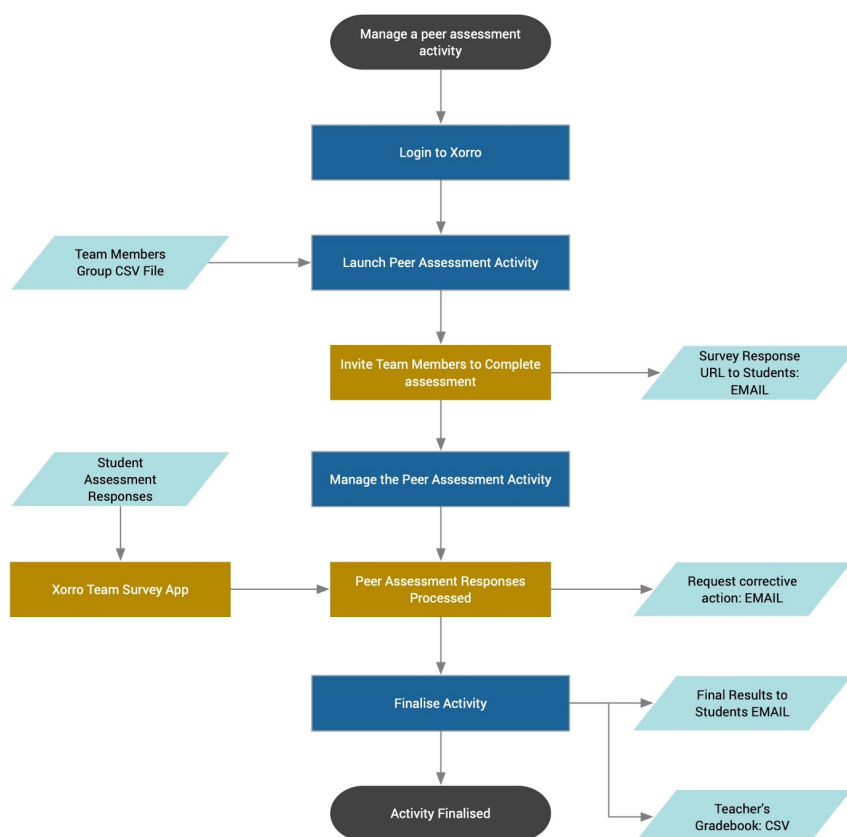 Manage a peer assessment
activity
Login to Xorro
Team Members
Group CSV File
Launch Peer Assessment Activity
Invite Team Members to Complete
assessment
Survey Response
URL to Students:
EMAIL
Student
Assessment
Responses
Manage the Peer Assessment Activity
Xorro Team Survey App
Peer Assessment Responses
Processed
Request corrective
action: EMAIL
Finalise Activity
Final Results to
Students EMAIL
Activity Finalised
Teacher's
Gradebook: CSV